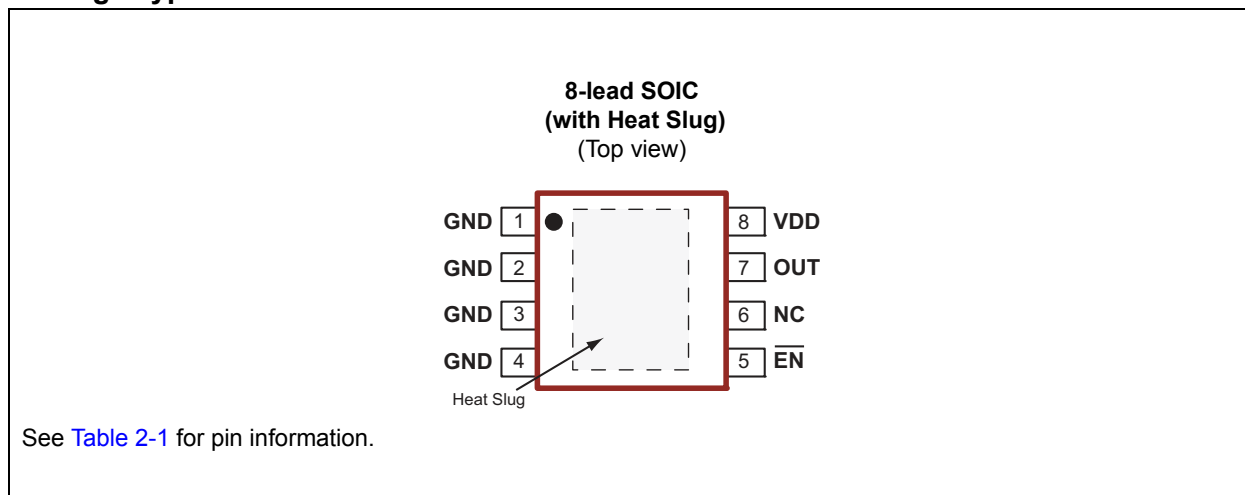 8-lead SOIC
(with Heat Slug)
(Top view)
GND 1 8 VDD
GND 2 7 OUT
GND 3 6 NC
GND 4 5 E̅N̅
Heat Slug
See Table 2-1 for pin information.